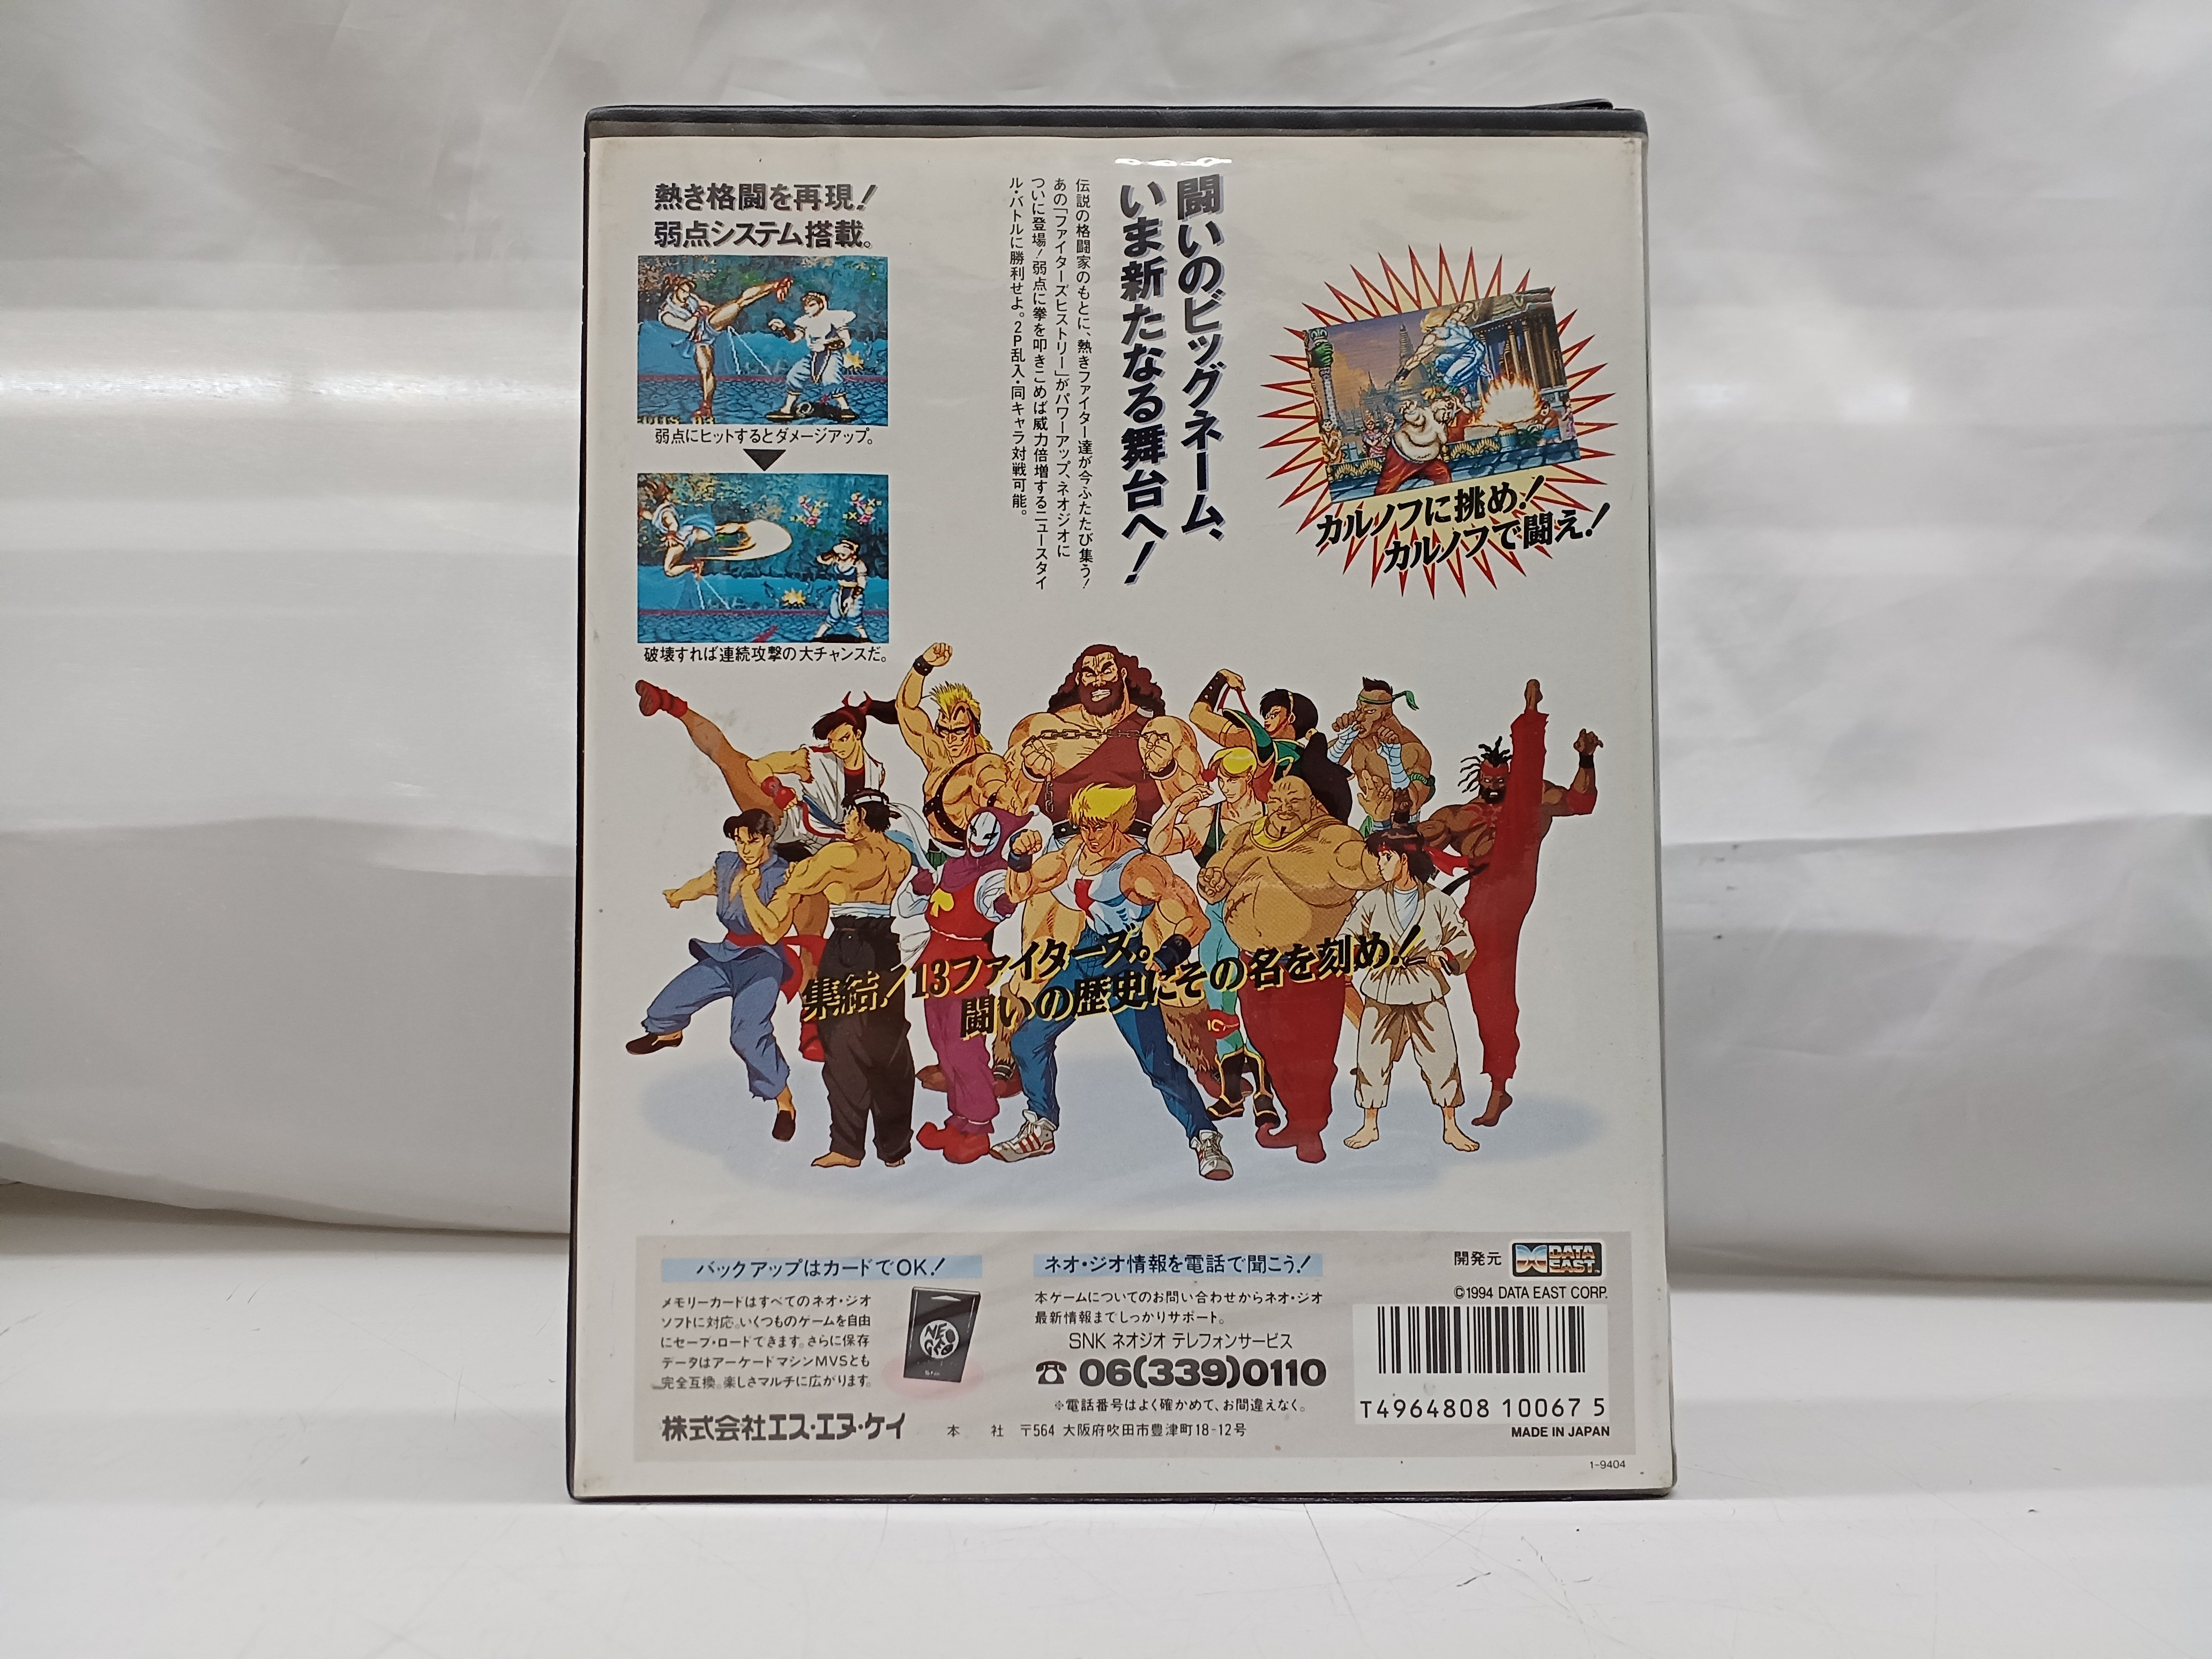 熱き格闘を再現！
弱点システム搭載。
弱点にヒットするとダメージアップ。
破壊すれば連続攻撃の大チャンスだ。
闘いのビッグネーム、
いま新たなる舞台へ！
伝説の格闘家のもとに、熱きファイター達が今ふたたび集う！
あの「ファイターズヒストリー」がパワーアップ、ネオジオに
ついに登場！弱点に拳を叩きこめば威力倍増するニュースタイ
ル・バトルに勝利せよ。2P乱入・同キャラ対戦可能。
カルノフに挑め！
カルノフで闘え！
集結！13ファイターズ。
闘いの歴史にその名を刻め！
バックアップはカードでOK！
メモリーカードはすべてのネオ・ジオ
ソフトに対応。いくつものゲームを自由
にセーブ・ロードできます。さらに保存
データはアーケードマシンMVSとも
完全互換。楽しさマルチに広がります。
NEO
GEO
ネオ・ジオ情報を電話で聞こう！
本ゲームについてのお問い合わせからネオ・ジオ
最新情報までしっかりサポート。
SNK ネオジオ テレフォンサービス
☎ 06(339)0110
※電話番号はよく確かめて、お間違えなく。
株式会社エス・エヌ・ケイ 本 社 〒564 大阪府吹田市豊津町18-12号
開発元 DATA EAST
©1994 DATA EAST CORP.
T4964808 10067 5
MADE IN JAPAN
1-9404